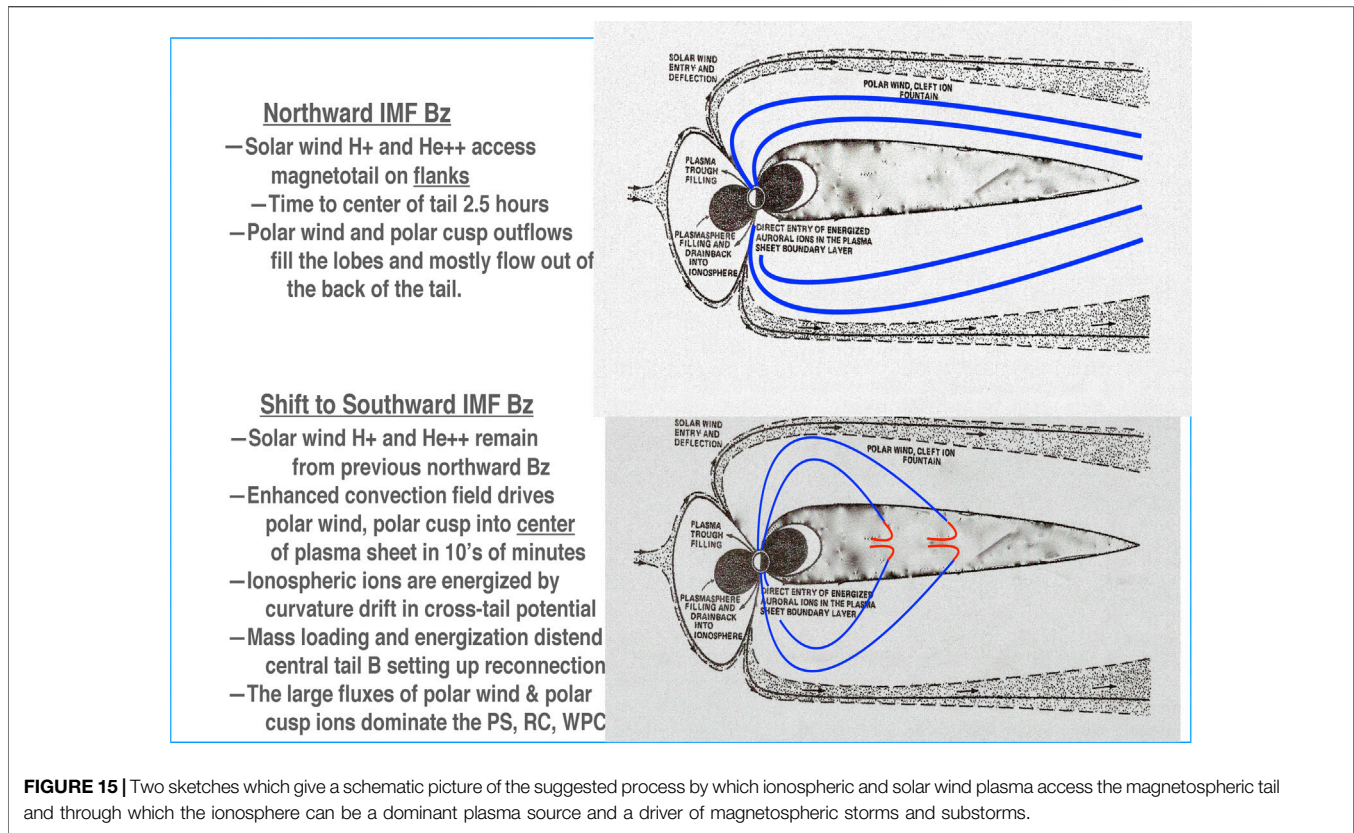 Northward IMF Bz
—Solar wind H+ and He++ access
magnetotail on flanks
—Time to center of tail 2.5 hours
—Polar wind and polar cusp outflows
fill the lobes and mostly flow out of
the back of the tail.
SOLAR WIND
ENTRY AND
DEFLECTION
POLAR WIND, CLEFT ION
FOUNTAIN
PLASMA
TROUGH
FILLING
PLASMASPHERE
FILLING AND
DRAINBACK
INTO
IONOSPHERE
DIRECT ENTRY OF ENERGIZED
AURORAL IONS IN THE PLASMA
SHEET BOUNDARY LAYER
Shift to Southward IMF Bz
—Solar wind H+ and He++ remain
from previous northward Bz
—Enhanced convection field drives
polar wind, polar cusp into center
of plasma sheet in 10's of minutes
—Ionospheric ions are energized by
curvature drift in cross-tail potential
—Mass loading and energization distend
central tail B setting up reconnection
—The large fluxes of polar wind & polar
cusp ions dominate the PS, RC, WPC
SOLAR WIND
ENTRY AND
DEFLECTION
POLAR WIND, CLEFT ION
FOUNTAIN
PLASMA
TROUGH
FILLING
PLASMASPHERE
FILLING AND
DRAINBACK
INTO
IONOSPHERE
DIRECT ENTRY OF ENERGIZED
AURORAL IONS IN THE PLASMA
SHEET BOUNDARY LAYER
FIGURE 15 | Two sketches which give a schematic picture of the suggested process by which ionospheric and solar wind plasma access the magnetospheric tail
and through which the ionosphere can be a dominant plasma source and a driver of magnetospheric storms and substorms.